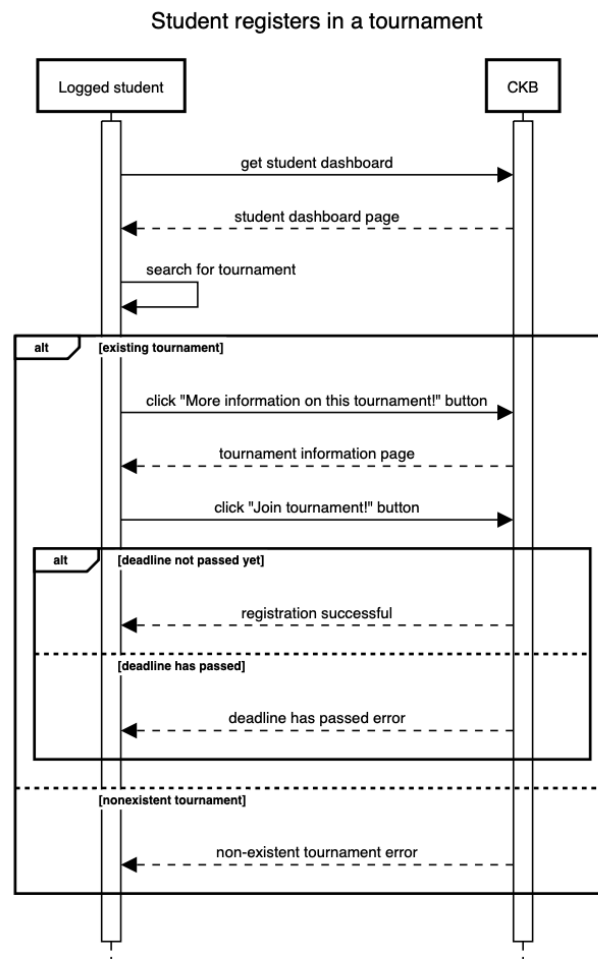 Student registers in a tournament
Logged student
CKB
get student dashboard
student dashboard page
search for tournament
alt
[existing tournament]
click "More information on this tournament!" button
tournament information page
click "Join tournament!" button
alt
[deadline not passed yet]
registration successful
[deadline has passed]
deadline has passed error
[nonexistent tournament]
non-existent tournament error